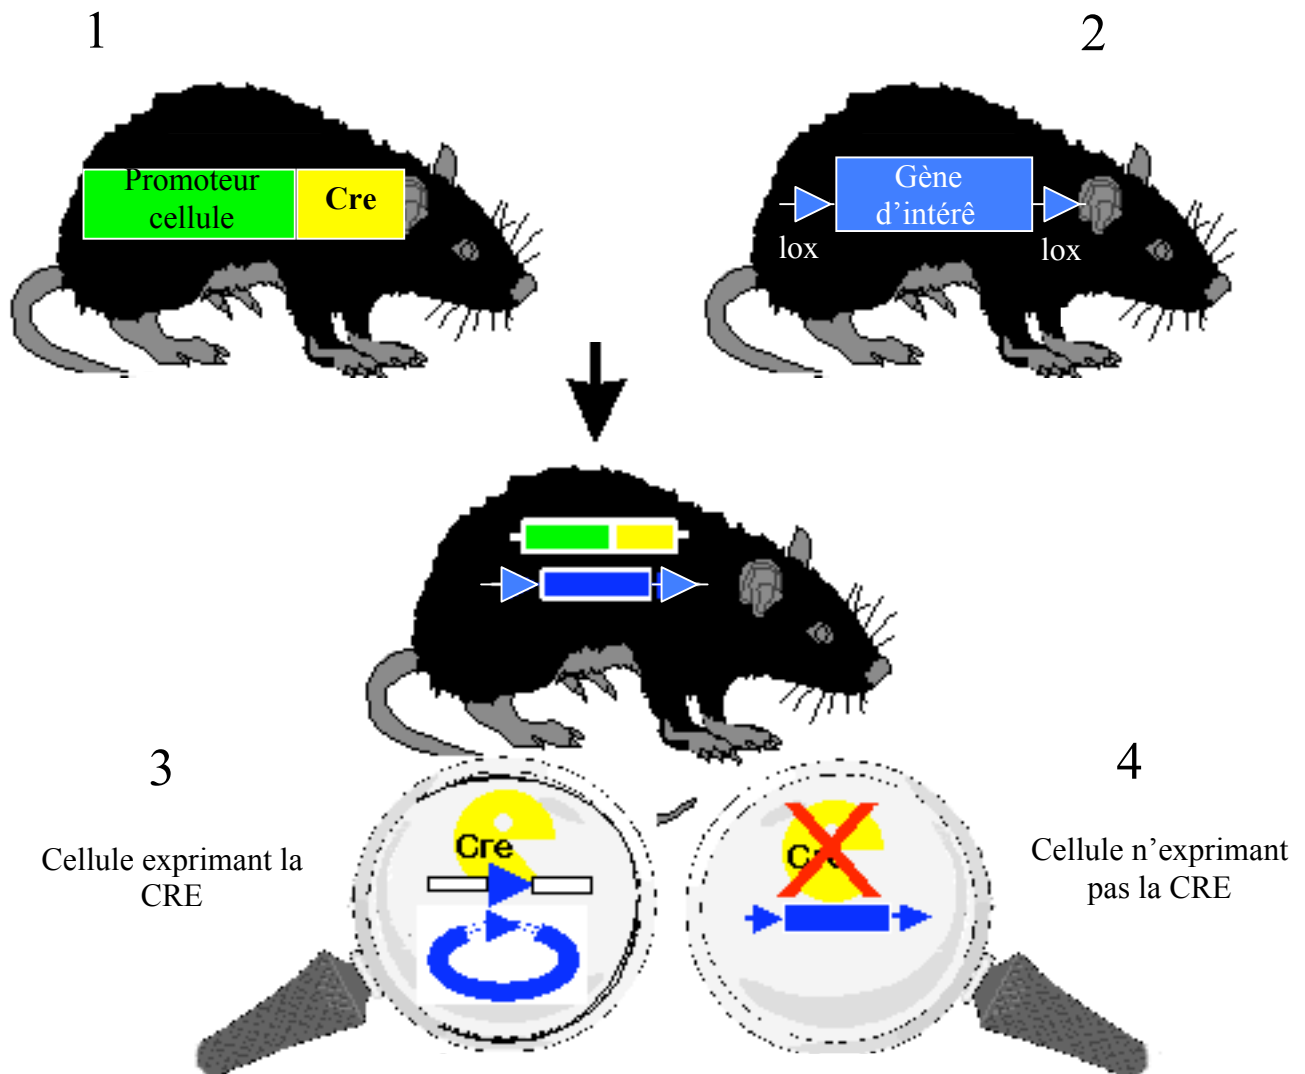 1
2
Promoteur
cellule
Cre
Gène
d’intérê
lox
lox
3
4
Cellule exprimant la
CRE
Cre
Cellule n’exprimant
pas la CRE
Cre